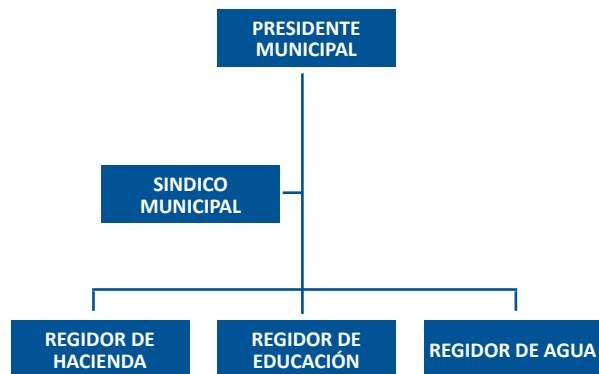 PRESIDENTE
MUNICIPAL
SINDICO
MUNICIPAL
REGIDOR DE
HACIENDA
REGIDOR DE
EDUCACIÓN
REGIDOR DE AGUA